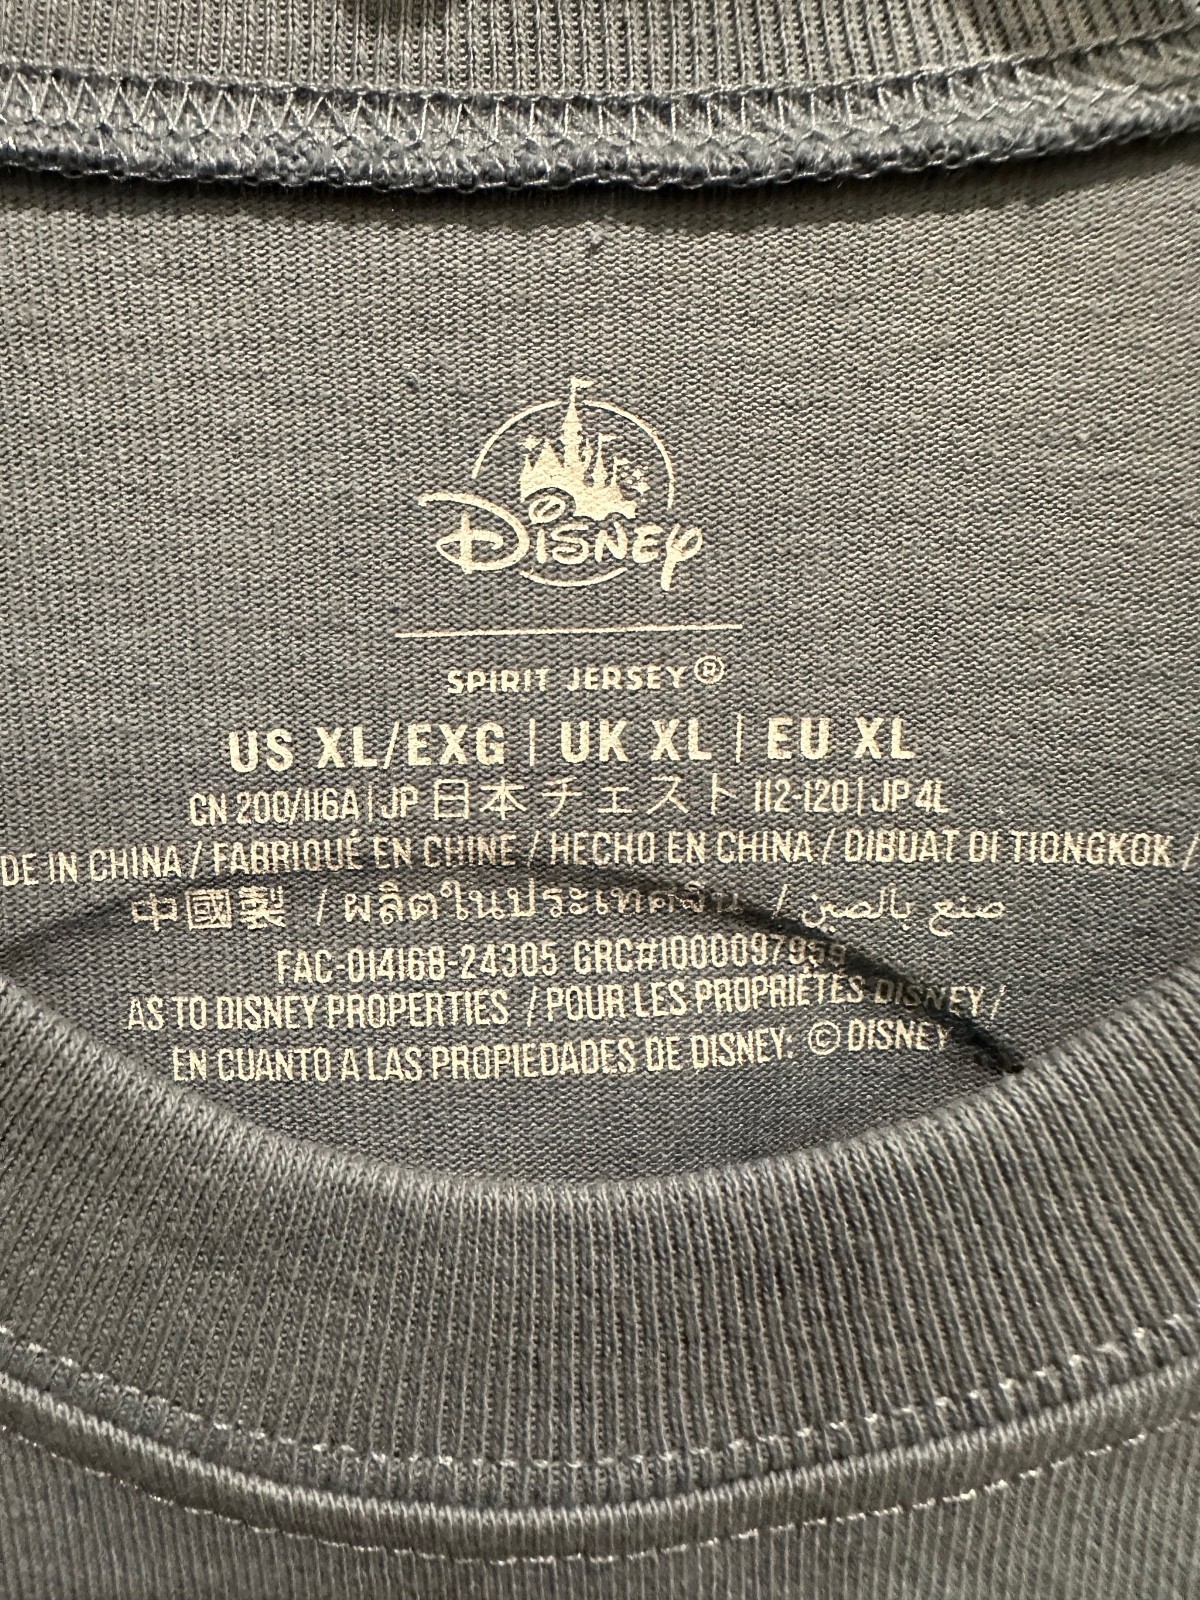 Disney
SPIRIT JERSEY®
US XL/EXG | UK XL | EU XL
CN 200/116A | JP 日本 チェスト 112-120 | JP 4L
DE IN CHINA / FABRIQUÉ EN CHINE / HECHO EN CHINA / DIBUAT DI TIONGKOK /
中國製 / ผลิตในประเทศจีน / صنع بالصين
FAC-014168-24305 GRC#1000097959
AS TO DISNEY PROPERTIES / POUR LES PROPRIÉTÉS DISNEY /
EN CUANTO A LAS PROPIEDADES DE DISNEY: © DISNEY